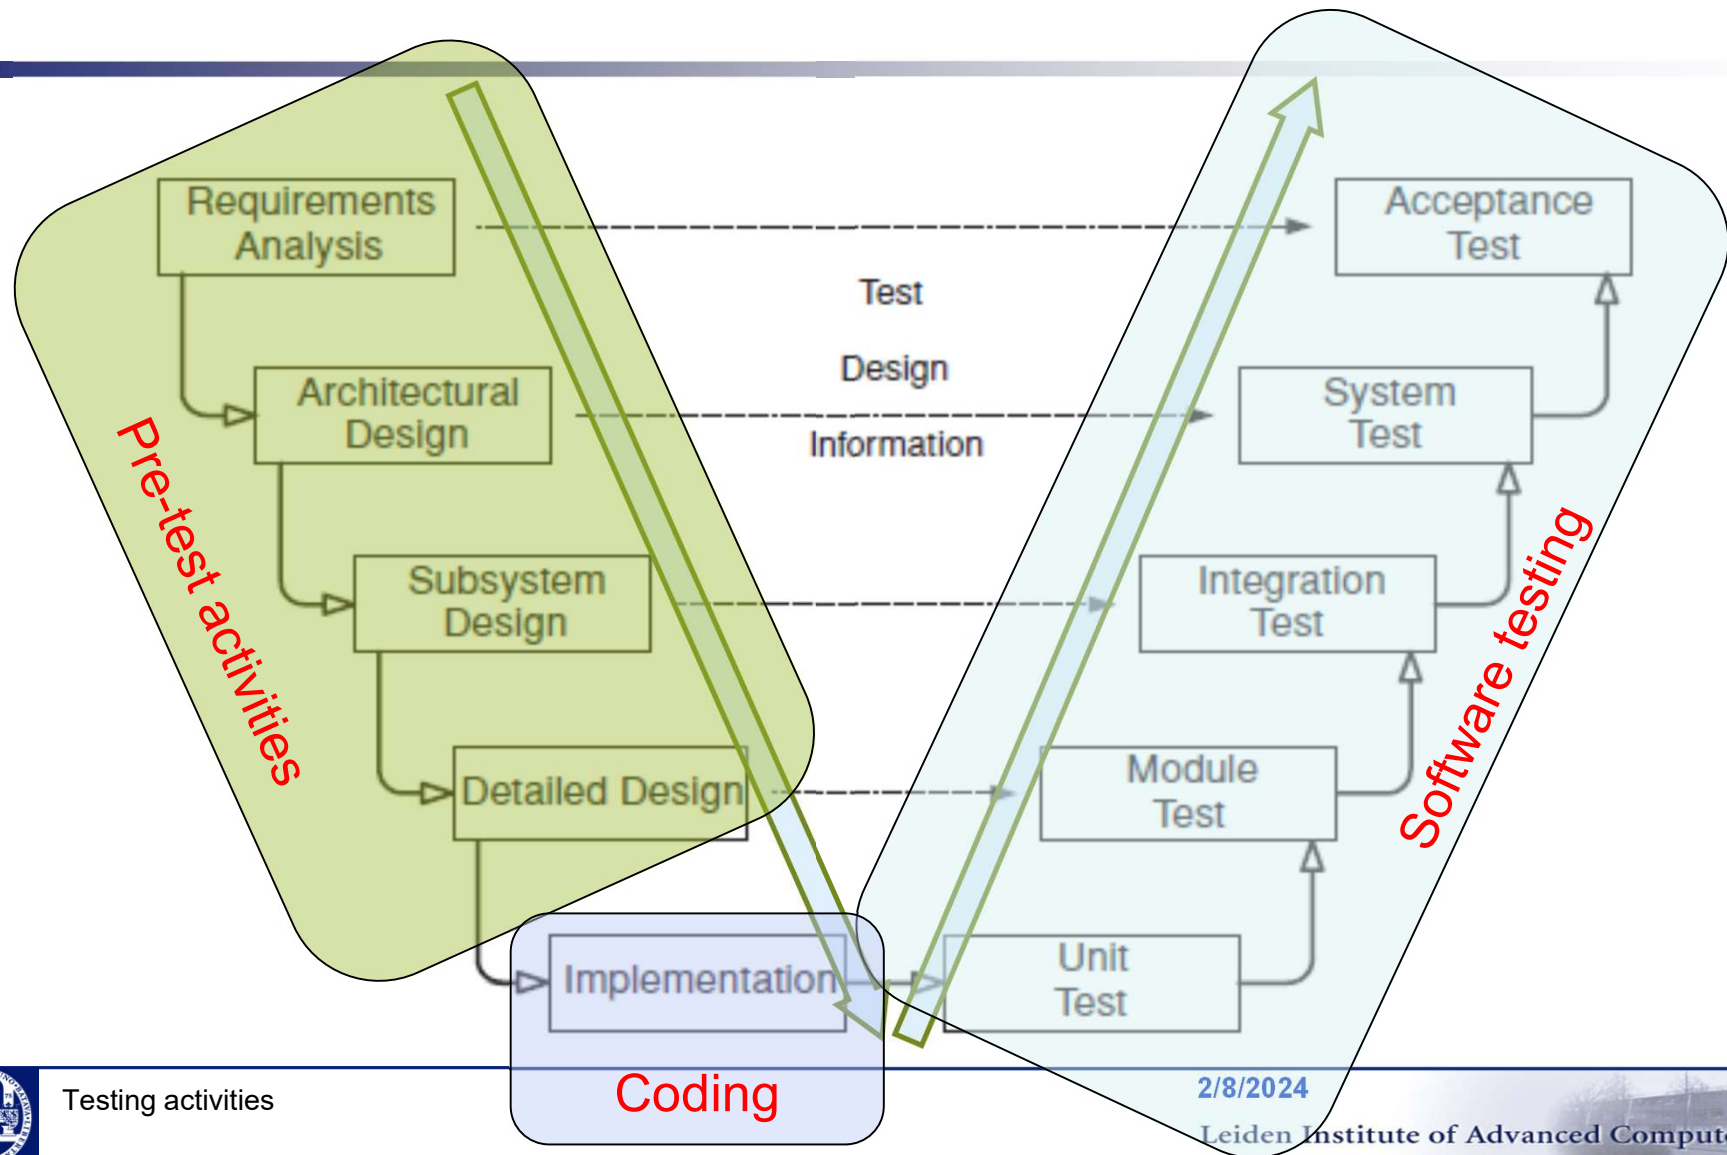 Requirements
Analysis
Acceptance
Test
Test
Design
Information
Architectural
Design
System
Test
Pre-test activities
Subsystem
Design
Integration
Test
Software testing
Detailed Design
Module
Test
Implementation
Unit
Test
Coding
Testing activities
2/8/2024
Leiden Institute of Advanced